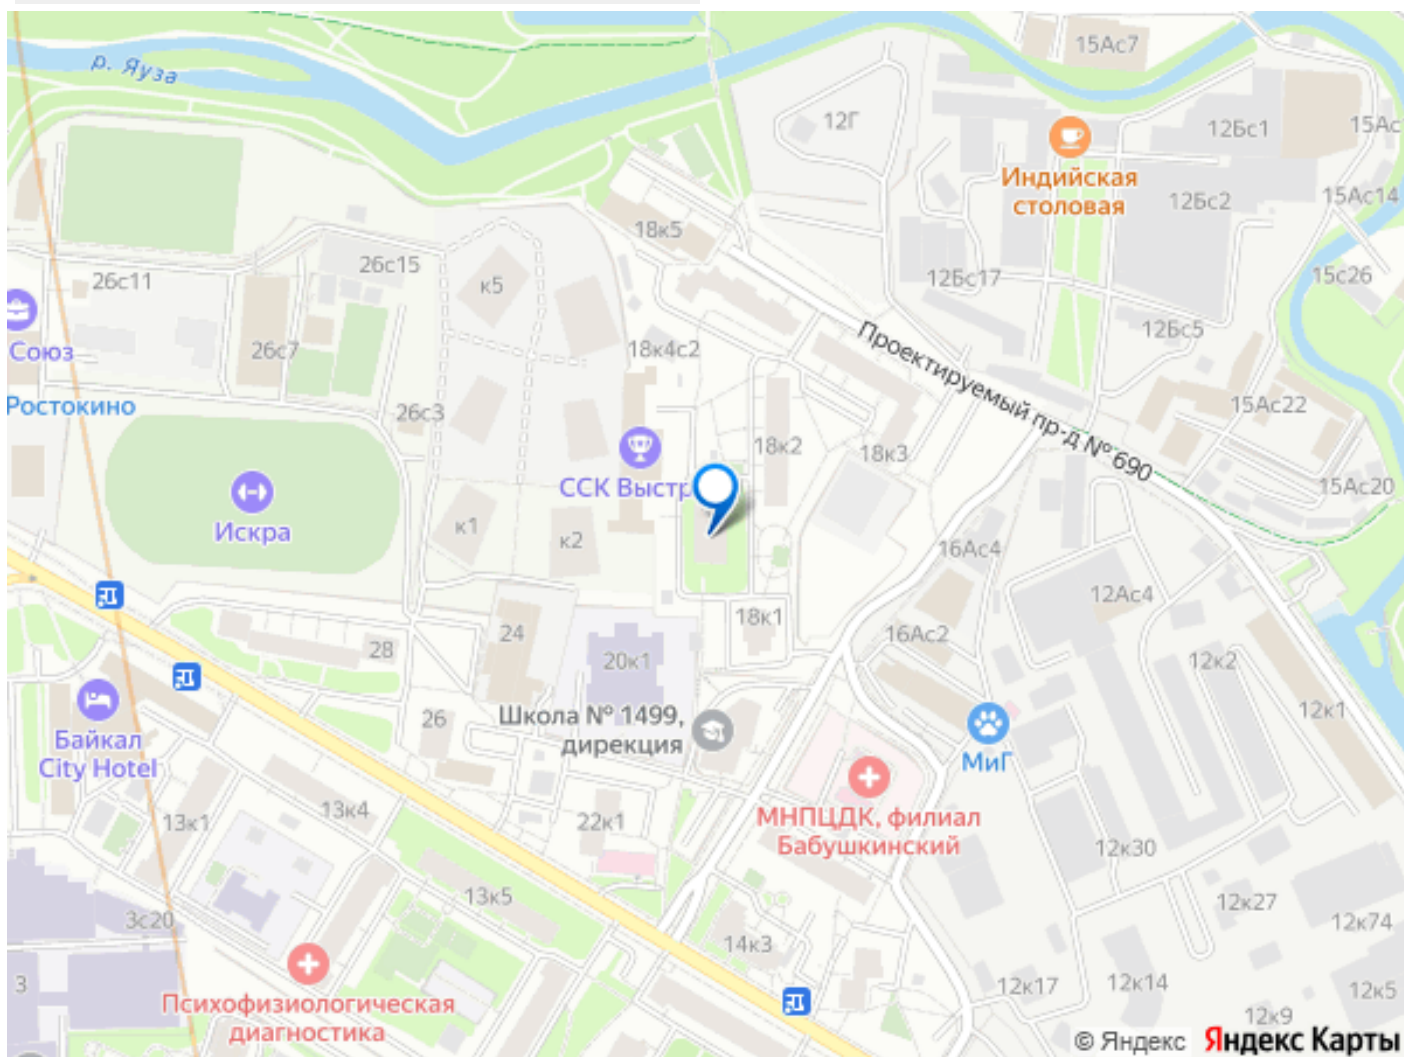 15Ас7
р. Яуза
12Г
12Бс1
15Ас
Индийская
столовая
15Ас14
12Бс2
18к5
26с15
26с11
к5
12Бс17
15с26
Союз
26с7
18к4с2
12Бс5
Проектируемый пр-д № 690
Ростокино
26с3
15Ас22
18к2
18к3
ССК Выстр
15Ас20
Искра
к1
к2
16Ас4
12Ас4
18к1
24
16Ас2
28
20к1
12к2
Школа № 1499,
дирекция
26
12к1
Байкал
City Hotel
МиГ
13к4
13к1
22к1
МНПЦДК, филиал
Бабушкинский
12к30
13к5
12к27
3с20
14к3
12к74
3
12к17
12к14
12к5
Психофизиологическая
диагностика
12к9
© Яндекс Яндекс Карты